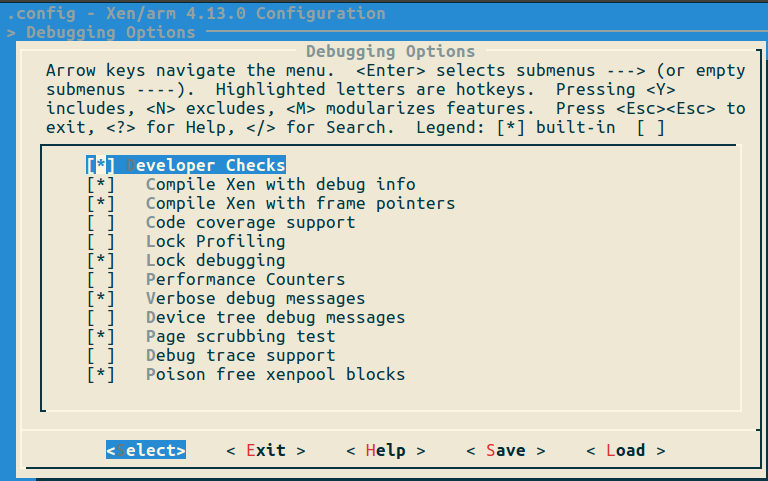 .config - Xen/arm 4.13.0 Configuration
> Debugging Options
Debugging Options
Arrow keys navigate the menu.  <Enter> selects submenus ---> (or empty
submenus ----).  Highlighted letters are hotkeys.  Pressing <Y>
includes, <N> excludes, <M> modularizes features.  Press <Esc><Esc> to
exit, <?> for Help, </> for Search.  Legend: [*] built-in  [ ]
[*] Developer Checks
[*]   Compile Xen with debug info
[*]   Compile Xen with frame pointers
[ ]   Code coverage support
[ ]   Lock Profiling
[*]   Lock debugging
[ ]   Performance Counters
[*]   Verbose debug messages
[ ]   Device tree debug messages
[*]   Page scrubbing test
[ ]   Debug trace support
[*]   Poison free xenpool blocks
<Select>    < Exit >    < Help >    < Save >    < Load >